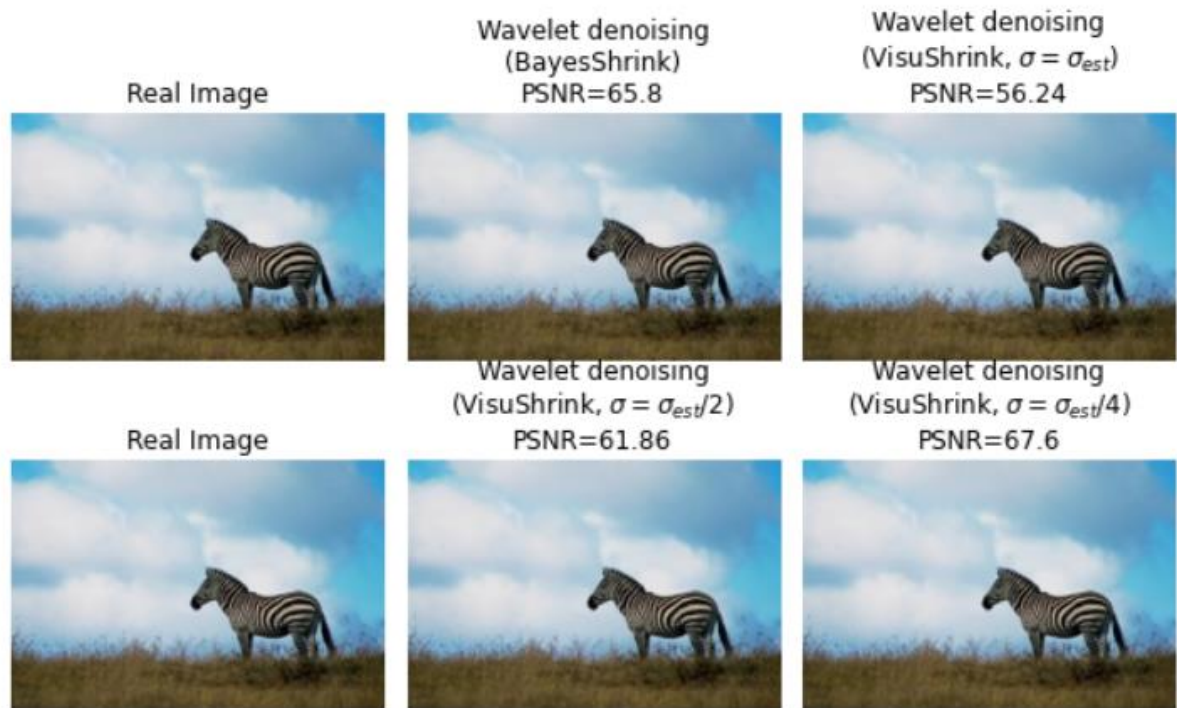 Real Image
Wavelet denoising
(BayesShrink)
PSNR=65.8
Wavelet denoising
(VisuShrink, σ = σest)
PSNR=56.24
Real Image
Wavelet denoising
(VisuShrink, σ = σest/2)
PSNR=61.86
Wavelet denoising
(VisuShrink, σ = σest/4)
PSNR=67.6